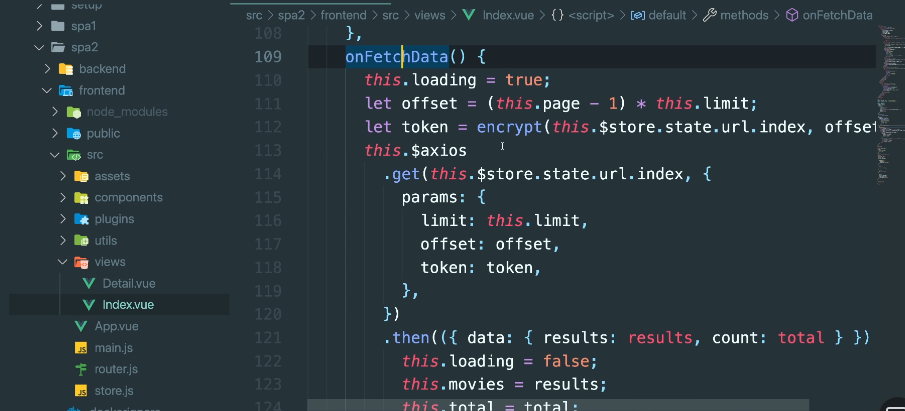 setup
spa1
spa2
backend
frontend
node_modules
public
src
assets
components
plugins
utils
views
Detail.vue
Index.vue
App.vue
main.js
router.js
store.js
src > spa2 > frontend > src > views > Index.vue > {} <script> > default > methods > onFetchData
108 },
109 onFetchData() {
110 this.loading = true;
111 let offset = (this.page - 1) * this.limit;
112 let token = encrypt(this.$store.state.url.index, offset
113 this.$axios
114 .get(this.$store.state.url.index, {
115 params: {
116 limit: this.limit,
117 offset: offset,
118 token: token,
119 },
120 })
121 .then(({ data: { results: results, count: total } })
122 this.loading = false;
123 this.movies = results;
124 this.total = total;